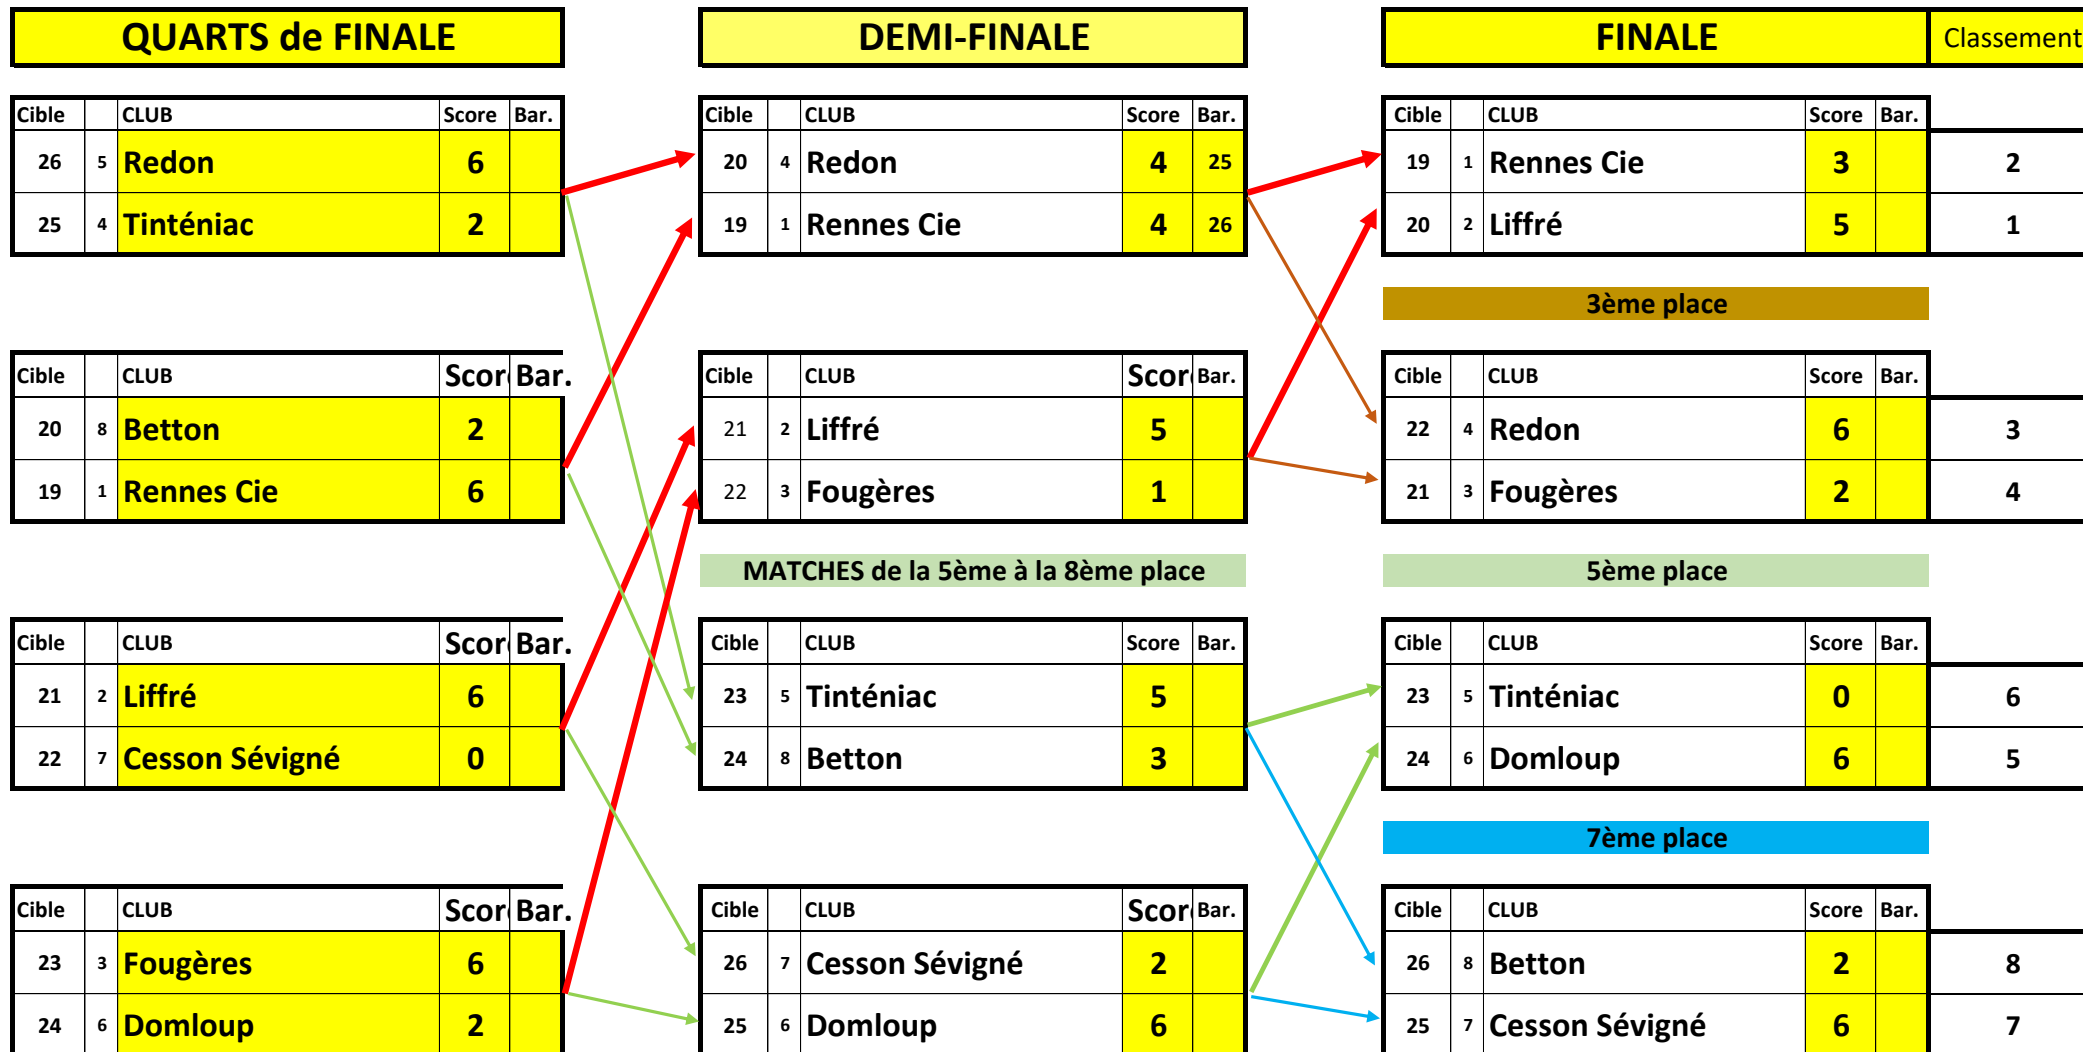 QUARTS de FINALE DEMI-FINALE FINALE Classement
Cible CLUB Score Bar. Cible CLUB Score Bar. Cible CLUB Score Bar.
26 5 Redon 6 20 4 Redon 4 25 19 1 Rennes Cie 3 2
25 4 Tinténiac 2 19 1 Rennes Cie 4 26 20 2 Liffré 5 1
3ème place
Cible CLUB Scor Bar. Cible CLUB Scor Bar. Cible CLUB Score Bar.
20 8 Betton 2 21 2 Liffré 5 22 4 Redon 6 3
19 1 Rennes Cie 6 22 3 Fougères 1 21 3 Fougères 2 4
MATCHES de la 5ème à la 8ème place 5ème place
Cible CLUB Scor Bar. Cible CLUB Score Bar. Cible CLUB Score Bar.
21 2 Liffré 6 23 5 Tinténiac 5 23 5 Tinténiac 0 6
22 7 Cesson Sévigné 0 24 8 Betton 3 24 6 Domloup 6 5
7ème place
Cible CLUB Scor Bar. Cible CLUB Scor Bar. Cible CLUB Score Bar.
23 3 Fougères 6 26 7 Cesson Sévigné 2 26 8 Betton 2 8
24 6 Domloup 2 25 6 Domloup 6 25 7 Cesson Sévigné 6 7